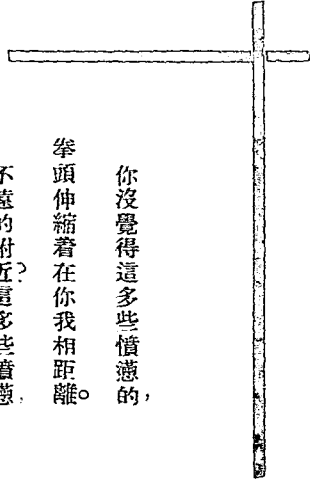 你沒覺得這多些憤懣的，
拳頭伸縮着在你我相距離。
不遠的附近？這多些憤懣，